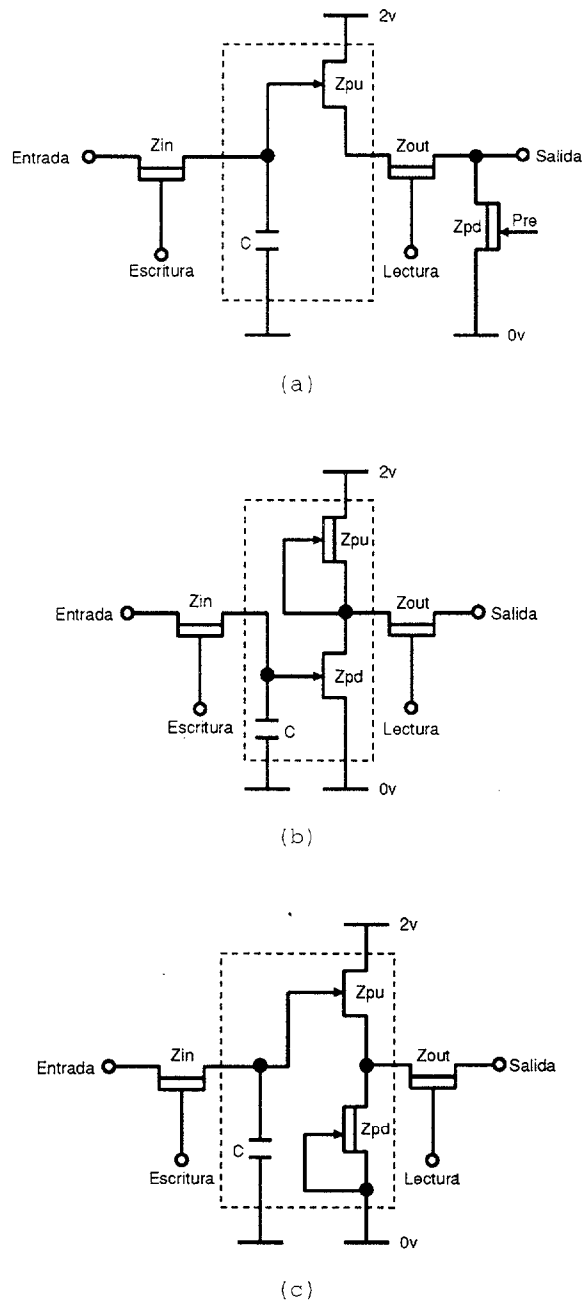 2v
Zpu
Zin
Zout
Entrada
Salida
Zpd
Pre
C
Escritura
Lectura
0v
(a)
2v
Zpu
Zin
Zout
Entrada
Salida
Zpd
Escritura
C
Lectura
0v
(b)
2v
Zpu
Zin
Zout
Entrada
Salida
Zpd
C
Escritura
Lectura
0v
(c)